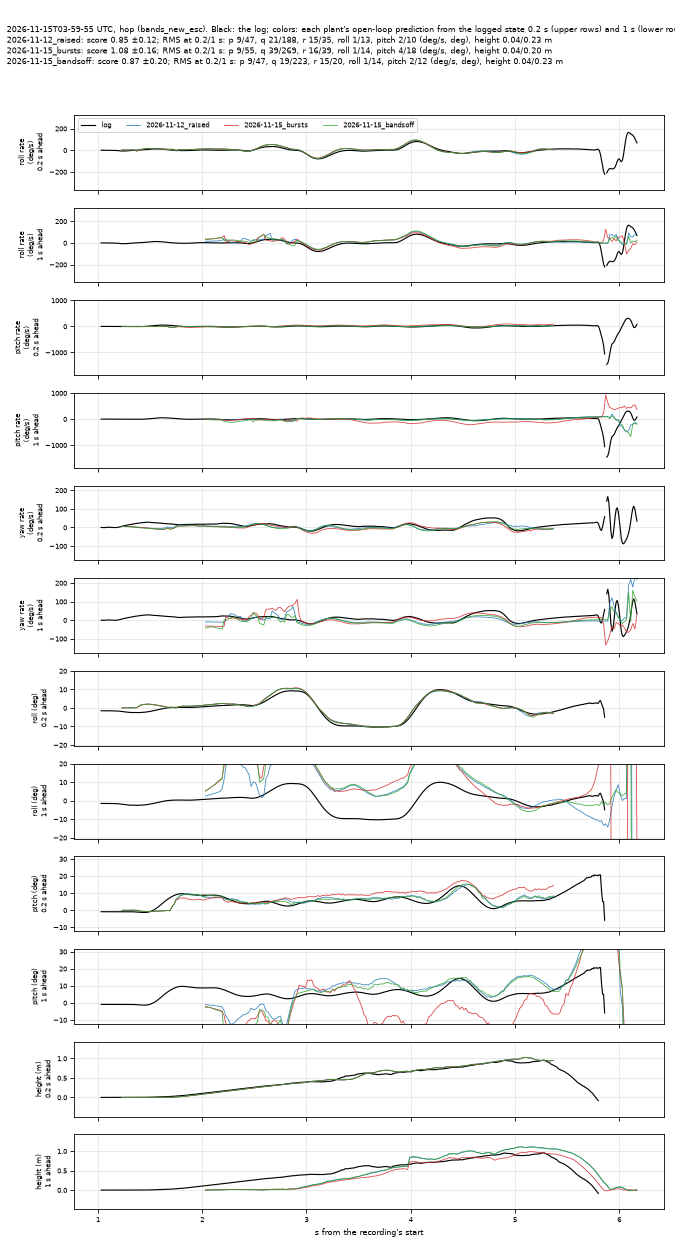 2026-11-15T03-59-55 UTC, hop (bands_new_esc). Black: the log; colors: each plant's open-loop prediction from the logged state 0.2 s (upper rows) and 1 s (lower row
2026-11-12_raised: score 0.85 ±0.12; RMS at 0.2/1 s: p 9/47, q 21/188, r 15/35, roll 1/13, pitch 2/10 (deg/s, deg), height 0.04/0.23 m
2026-11-15_bursts: score 1.08 ±0.16; RMS at 0.2/1 s: p 9/55, q 39/269, r 16/39, roll 1/14, pitch 4/18 (deg/s, deg), height 0.04/0.20 m
2026-11-15_bandsoff: score 0.87 ±0.20; RMS at 0.2/1 s: p 9/47, q 19/223, r 15/20, roll 1/14, pitch 2/12 (deg/s, deg), height 0.04/0.23 m
log 2026-11-12_raised 2026-11-15_bursts 2026-11-15_bandsoff
roll rate
(deg/s)
0.2 s ahead
200
0
−200
roll rate
(deg/s)
1 s ahead
200
0
−200
pitch rate
(deg/s)
0.2 s ahead
1000
0
−1000
pitch rate
(deg/s)
1 s ahead
1000
0
−1000
yaw rate
(deg/s)
0.2 s ahead
200
100
0
−100
yaw rate
(deg/s)
1 s ahead
200
100
0
−100
roll (deg)
0.2 s ahead
20
10
0
−10
−20
roll (deg)
1 s ahead
20
10
0
−10
−20
pitch (deg)
0.2 s ahead
30
20
10
0
−10
pitch (deg)
1 s ahead
30
20
10
0
−10
height (m)
0.2 s ahead
1.0
0.5
0.0
height (m)
1 s ahead
1.0
0.5
0.0
1 2 3 4 5 6
s from the recording's start